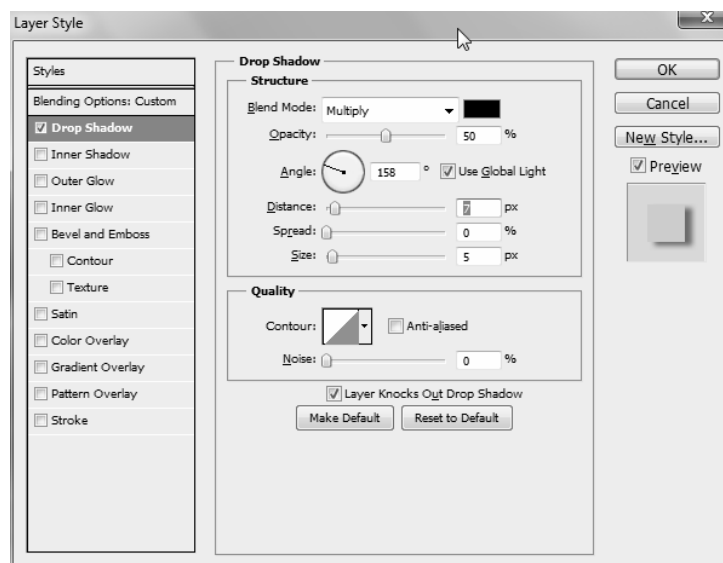 Layer Style
x
Styles
Blending Options: Custom
Drop Shadow
Inner Shadow
Outer Glow
Inner Glow
Bevel and Emboss
Contour
Texture
Satin
Color Overlay
Gradient Overlay
Pattern Overlay
Stroke
Drop Shadow
Structure
Blend Mode: Multiply
Opacity: 50 %
Angle: 158 ° Use Global Light
Distance: 7 px
Spread: 0 %
Size: 5 px
Quality
Contour: Anti-aliased
Noise: 0 %
Layer Knocks Out Drop Shadow
Make Default Reset to Default
OK
Cancel
New Style...
Preview